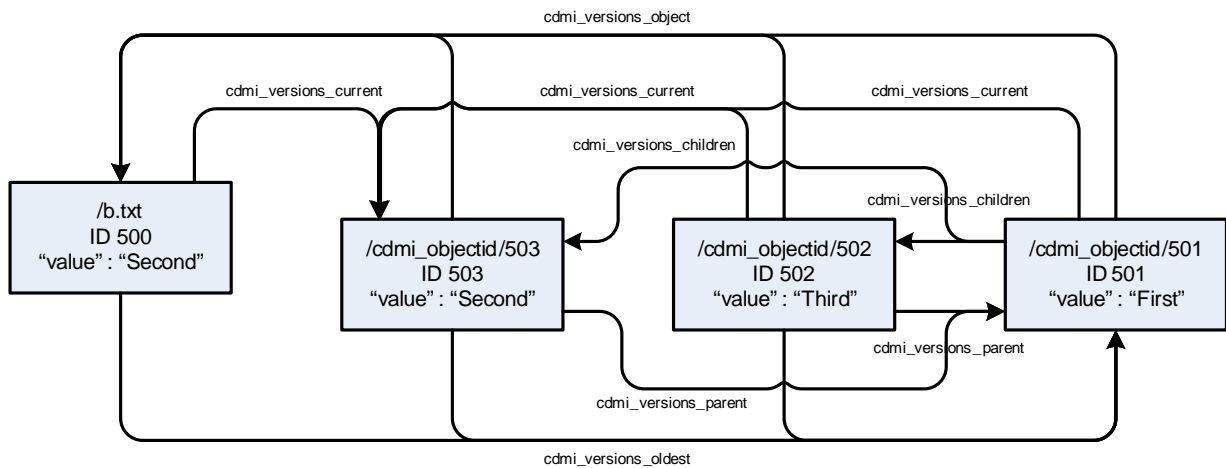 cdmi_versions_object
cdmi_versions_current
cdmi_versions_current
cdmi_versions_current
cdmi_versions_children
cdmi_versions_children
/b.txt
ID 500
“value” : “Second”
/cdmi_objectid/503
ID 503
“value” : “Second”
/cdmi_objectid/502
ID 502
“value” : “Third”
/cdmi_objectid/501
ID 501
“value” : “First”
cdmi_versions_parent
cdmi_versions_parent
cdmi_versions_oldest